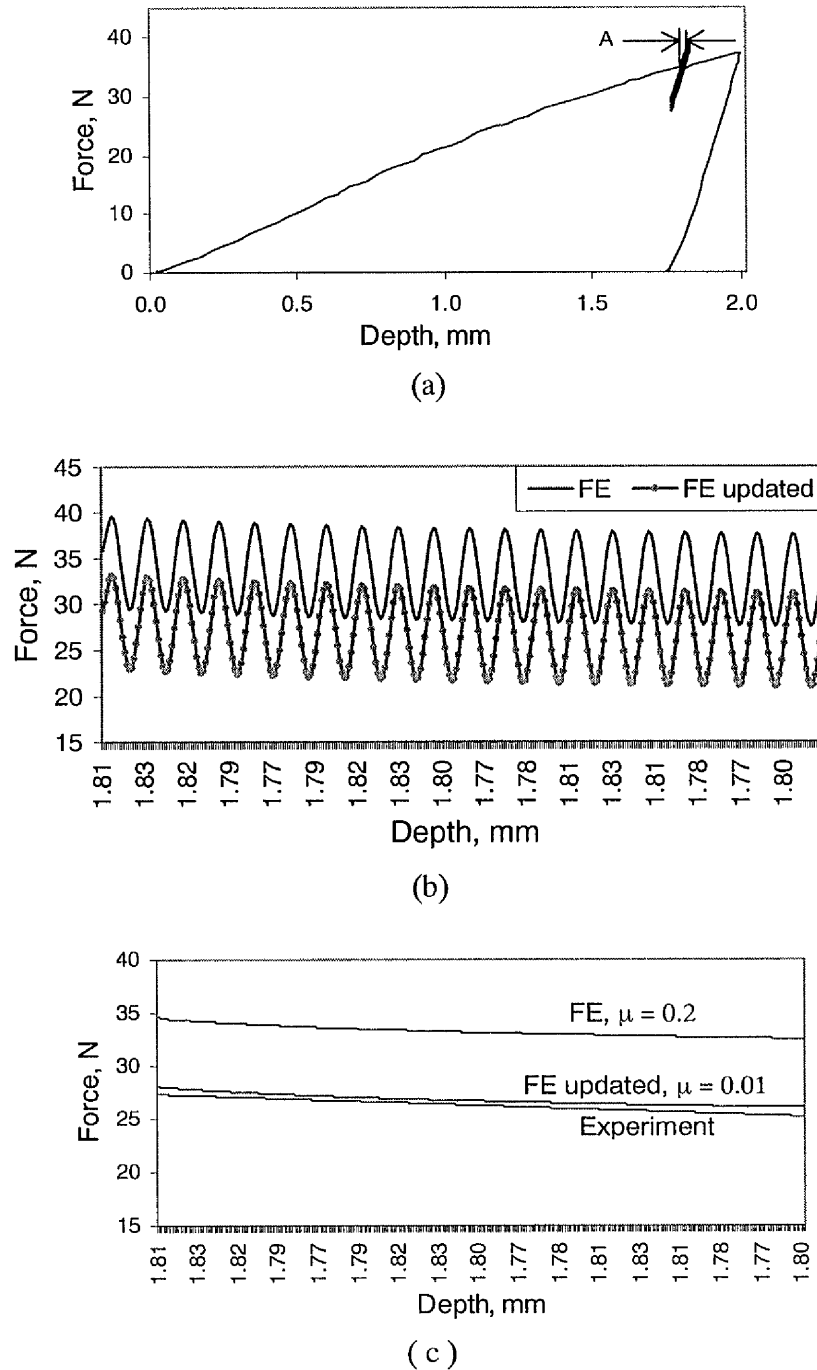 40
30
20
10
0
Force, N
A
0.0 0.5 1.0 1.5 2.0
Depth, mm
(a)
45
40
35
30
25
20
15
Force, N
FE FE updated
1.81 1.83 1.82 1.79 1.77 1.79 1.82 1.83 1.80 1.77 1.78 1.81 1.83 1.81 1.78 1.77 1.80
Depth, mm
(b)
40
35
30
25
20
15
Force, N
FE, μ = 0.2
FE updated, μ = 0.01
Experiment
1.81 1.83 1.82 1.79 1.77 1.79 1.82 1.83 1.80 1.77 1.78 1.81 1.83 1.81 1.78 1.77 1.80
Depth, mm
( c )